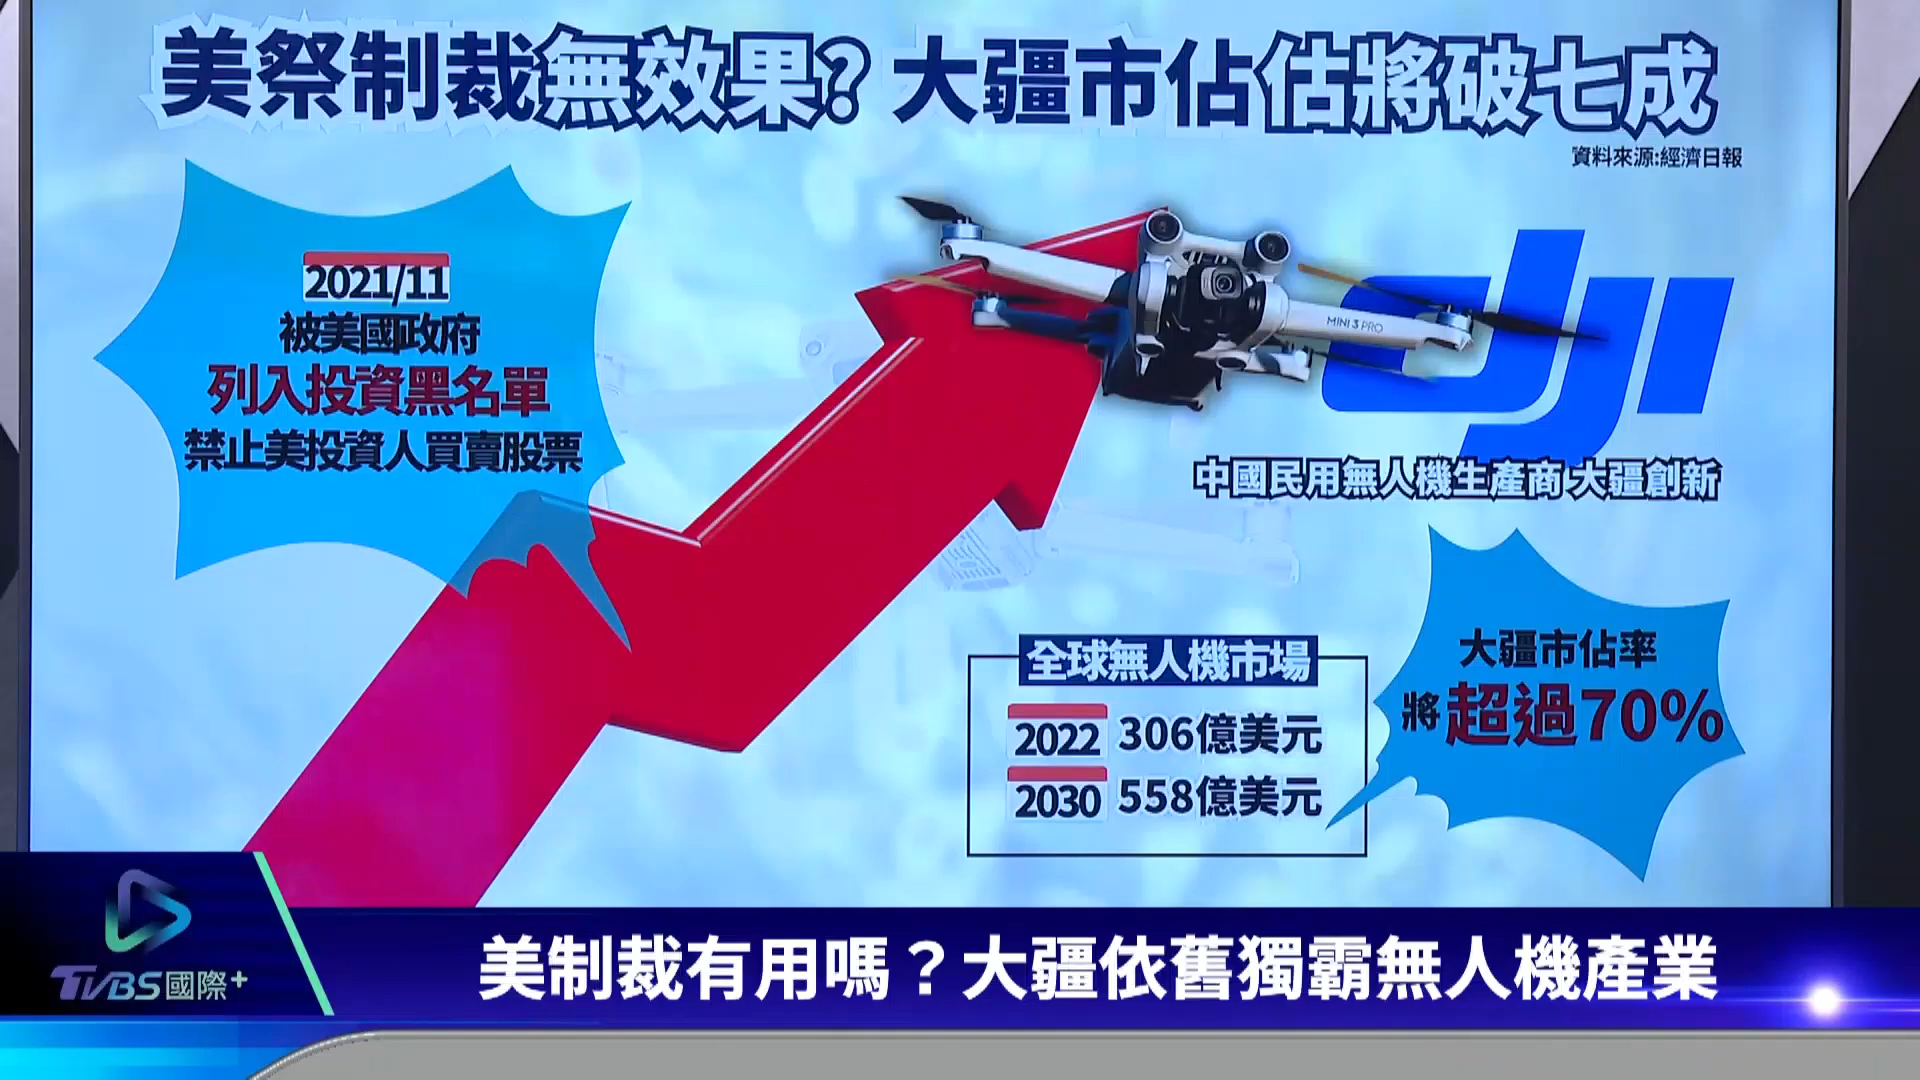 美祭制裁無效果? 大疆市佔估將破七成
資料來源:經濟日報
2021/11
被美國政府
列入投資黑名單
禁止美投資人買賣股票
MINI 3 PRO
dji
中國民用無人機生產商 大疆創新
全球無人機市場
2022 306億美元
2030 558億美元
大疆市佔率
將超過70%
TVBS國際+
美制裁有用嗎？大疆依舊獨霸無人機產業